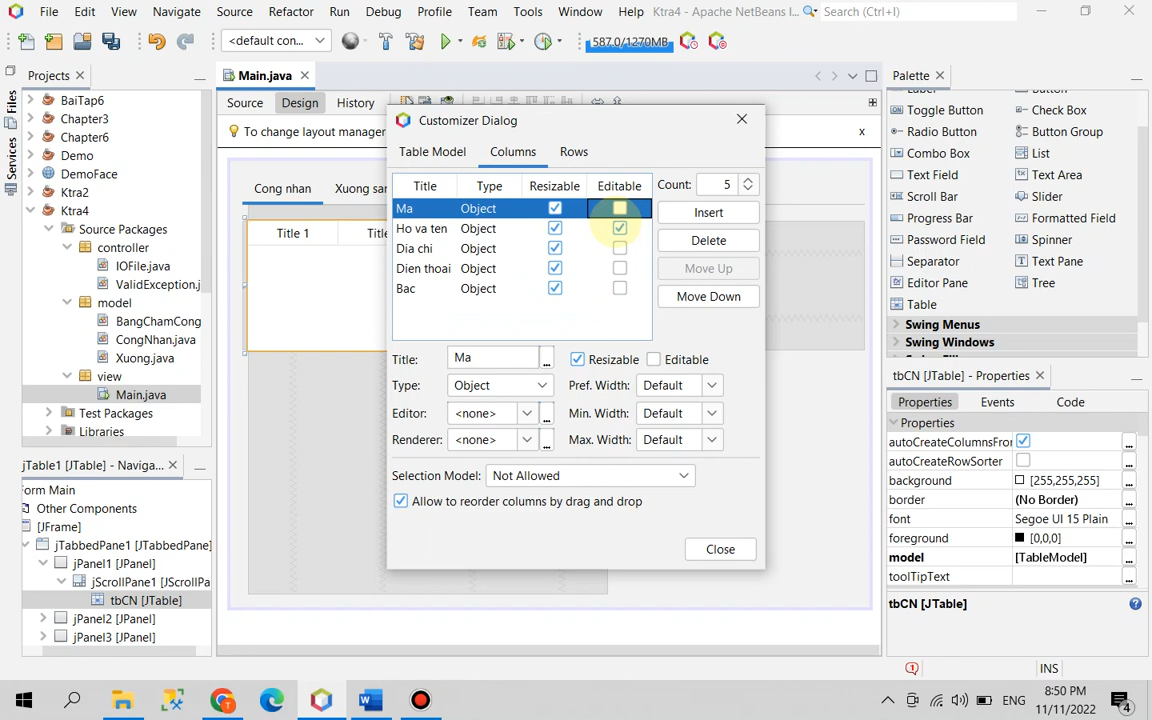 File Edit View Navigate Source Refactor Run Debug Profile Team Tools Window Help Ktra4 - Apache NetBeans I... Search (Ctrl+I)
<default con... 587.0/1270MB
Projects
Files
Services
BaiTap6
Chapter3
Chapter6
Demo
DemoFace
Ktra2
Ktra4
Source Packages
controller
IOFile.java
ValidException.j
model
BangChamCong
CongNhan.java
Xuong.java
view
Main.java
Test Packages
Libraries
jTable1 [JTable] - Naviga...
orm Main
Other Components
[JFrame]
jTabbedPane1 [JTabbedPane]
jPanel1 [JPanel]
jScrollPane1 [JScrollPa
tbCN [JTable]
jPanel2 [JPanel]
jPanel3 [JPanel]
Main.java
Source Design History
To change layout manager
x
Cong nhan Xuong sar
Title 1 Title
Customizer Dialog
Table Model Columns Rows
Title Type Resizable Editable Count: 5
Ma Object
Ho va ten Object
Dia chi Object
Dien thoai Object
Bac Object
Insert
Delete
Move Up
Move Down
Title: Ma ... Resizable Editable
Type: Object Pref. Width: Default
Editor: <none> ... Min. Width: Default
Renderer: <none> ... Max. Width: Default
Selection Model: Not Allowed
Allow to reorder columns by drag and drop
Close
Palette
Toggle Button Check Box
Radio Button Button Group
Combo Box List
Text Field Text Area
Scroll Bar Slider
Progress Bar Formatted Field
Password Field Spinner
Separator Text Pane
Editor Pane Tree
Table
Swing Menus
Swing Windows
tbCN [JTable] - Properties
Properties Events Code
Properties
autoCreateColumnsFror ...
autoCreateRowSorter ...
background [255,255,255] ...
border (No Border) ...
font Segoe UI 15 Plain ...
foreground [0,0,0] ...
model [TableModel] ...
toolTipText ...
tbCN [JTable]
INS
ENG
8:50 PM
11/11/2022
4